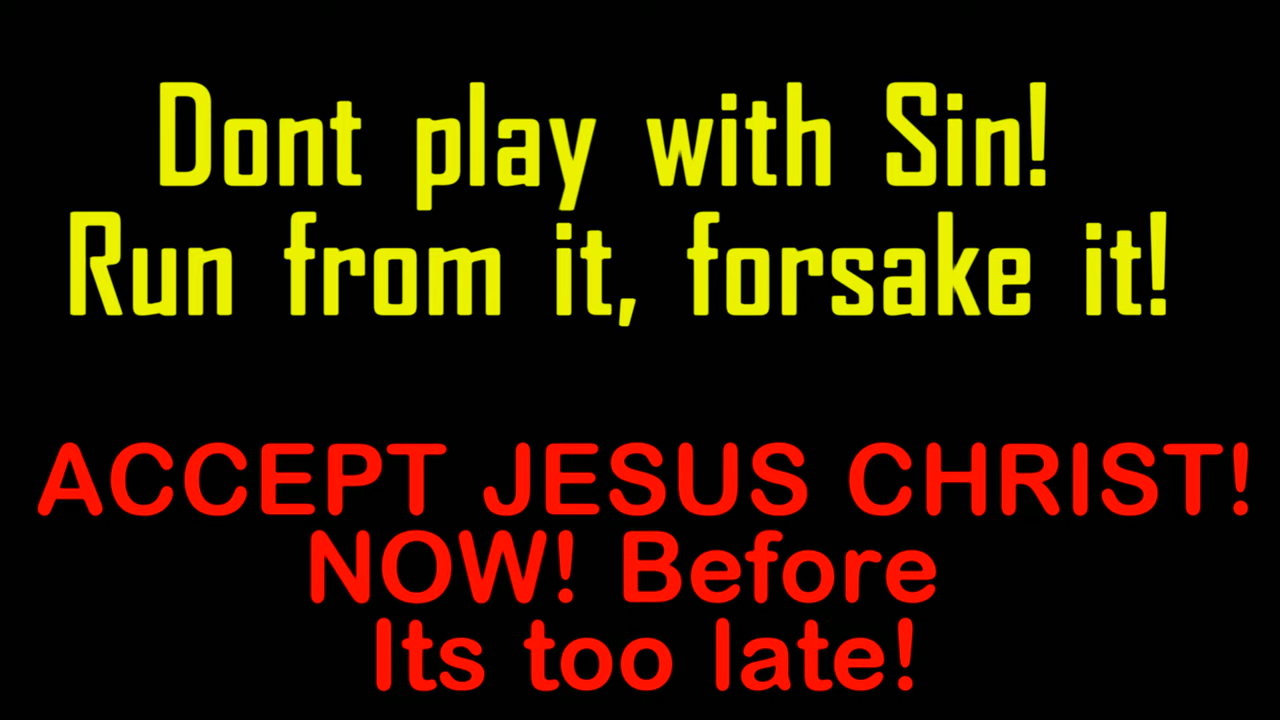 Dont play with Sin!
Run from it, forsake it!
ACCEPT JESUS CHRIST!
NOW! Before
Its too late!